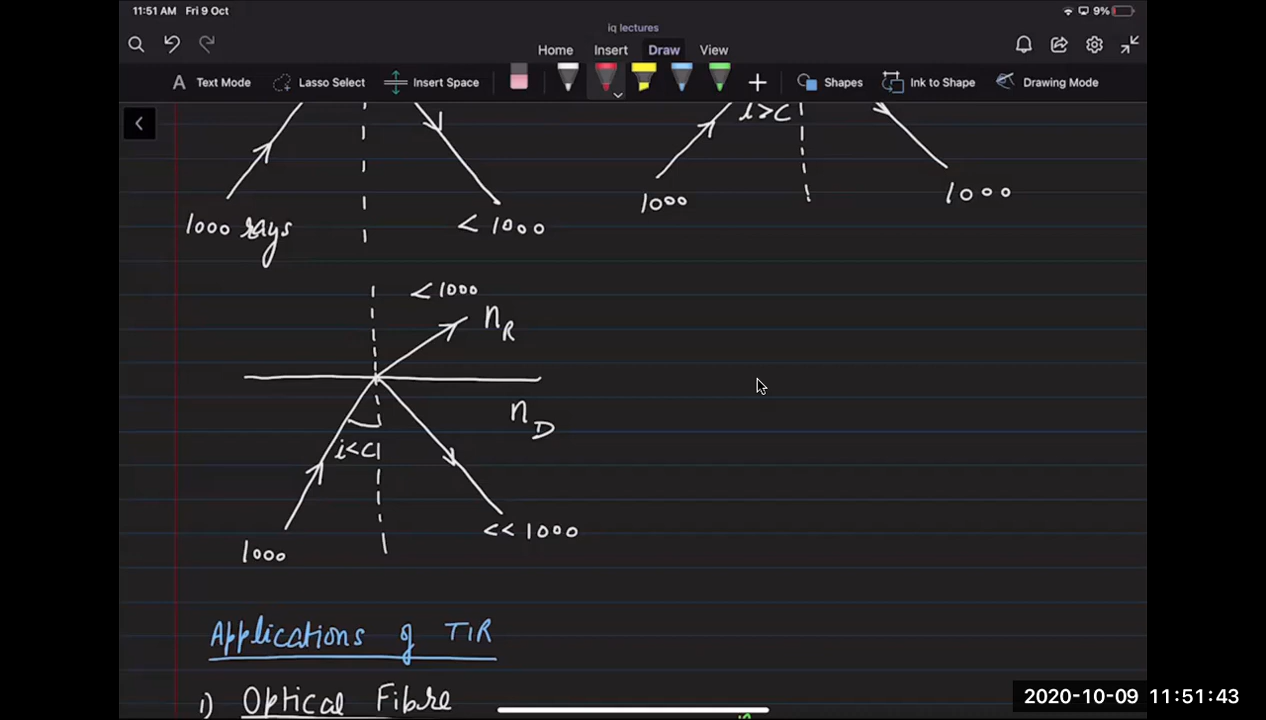 11:51 AM Fri 9 Oct
9%
iq lectures
Home Insert Draw View
Text Mode Lasso Select Insert Space Shapes Ink to Shape Drawing Mode
i>C
1000 rays
< 1000
1000
1000
< 1000
n_R
n_D
i<C
<< 1000
1000
Applications of TIR
1) Optical Fibre
2020-10-09 11:51:43